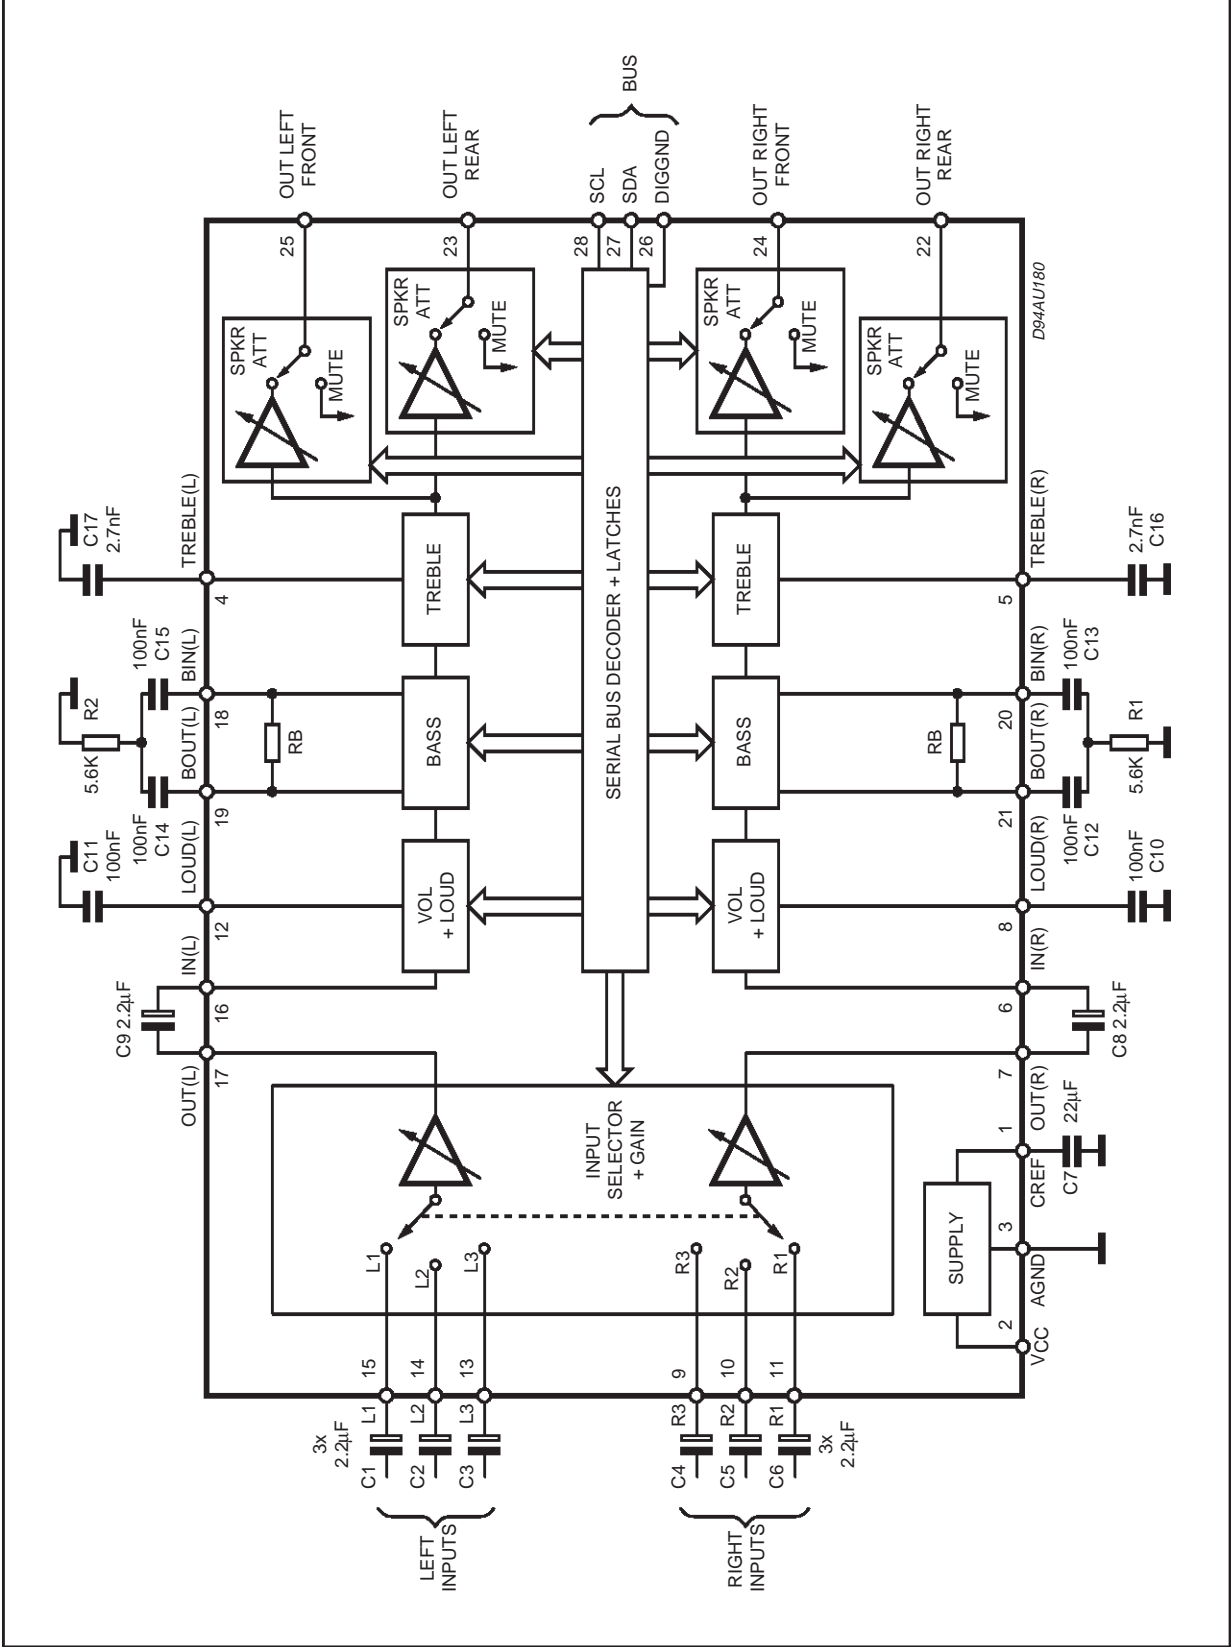 LEFT
INPUTS
3x
2.2μF
C1
L1
15
L1
C2
L2
14
L2
C3
L3
13
L3
RIGHT
INPUTS
C4
R3
9
R3
C5
R2
10
R2
C6
R1
11
R1
3x
2.2μF
INPUT
SELECTOR
+ GAIN
OUT(L)
17
C9 2.2μF
16
IN(L)
12
LOUD(L)
C11
100nF
100nF
C14
19
BOUT(L)
5.6K
R2
18
BIN(L)
100nF
C15
RB
4
TREBLE(L)
C17
2.7nF
VOL
+ LOUD
BASS
TREBLE
SPKR
ATT
MUTE
25
OUT LEFT
FRONT
SPKR
ATT
MUTE
23
OUT LEFT
REAR
SERIAL BUS DECODER + LATCHES
28
SCL
27
SDA
26
DIGGND
BUS
VOL
+ LOUD
BASS
TREBLE
SPKR
ATT
MUTE
24
OUT RIGHT
FRONT
SPKR
ATT
MUTE
22
OUT RIGHT
REAR
RB
SUPPLY
2
VCC
3
AGND
1
CREF
C7
22μF
7
OUT(R)
C8 2.2μF
6
IN(R)
8
LOUD(R)
100nF
C10
21
BOUT(R)
100nF
C12
5.6K
R1
20
BIN(R)
100nF
C13
5
TREBLE(R)
2.7nF
C16
D94AU180